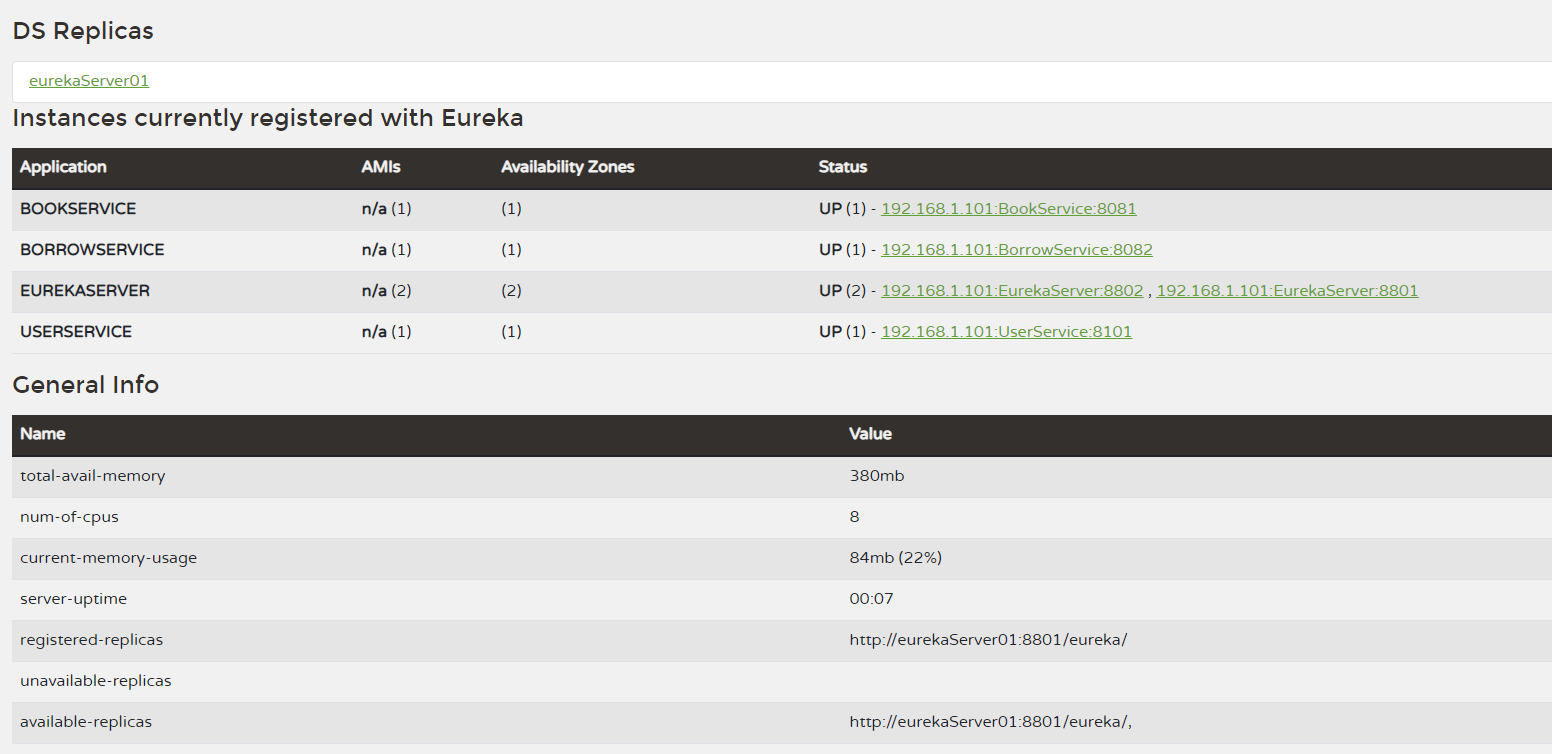 DS Replicas
eurekaServer01
Instances currently registered with Eureka
Application AMIs Availability Zones Status
BOOKSERVICE n/a (1) (1) UP (1) - 192.168.1.101:BookService:8081
BORROWSERVICE n/a (1) (1) UP (1) - 192.168.1.101:BorrowService:8082
EUREKASERVER n/a (2) (2) UP (2) - 192.168.1.101:EurekaServer:8802 , 192.168.1.101:EurekaServer:8801
USERSERVICE n/a (1) (1) UP (1) - 192.168.1.101:UserService:8101
General Info
Name Value
total-avail-memory 380mb
num-of-cpus 8
current-memory-usage 84mb (22%)
server-uptime 00:07
registered-replicas http://eurekaServer01:8801/eureka/
unavailable-replicas
available-replicas http://eurekaServer01:8801/eureka/,